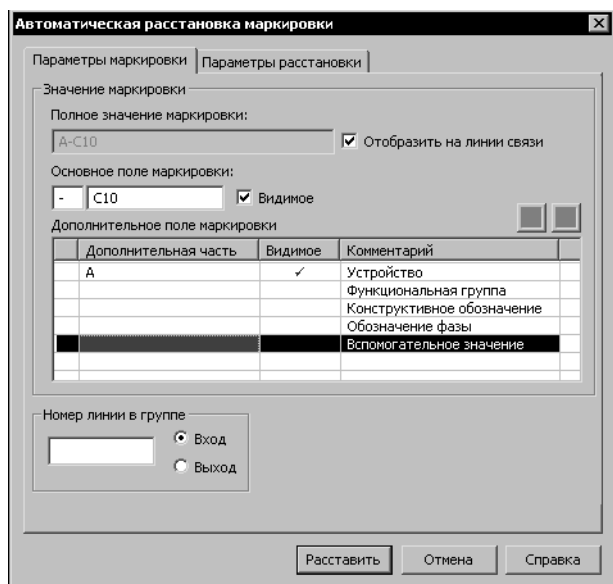 Автоматическая расстановка маркировки
Параметры маркировки Параметры расстановки
Значение маркировки
Полное значение маркировки:
А-С10 Отобразить на линии связи
Основное поле маркировки:
- С10 Видимое
Дополнительное поле маркировки
Дополнительная часть Видимое Комментарий
А ✓ Устройство
Функциональная группа
Конструктивное обозначение
Обозначение фазы
Вспомогательное значение
Номер линии в группе
Вход
Выход
Расставить Отмена Справка